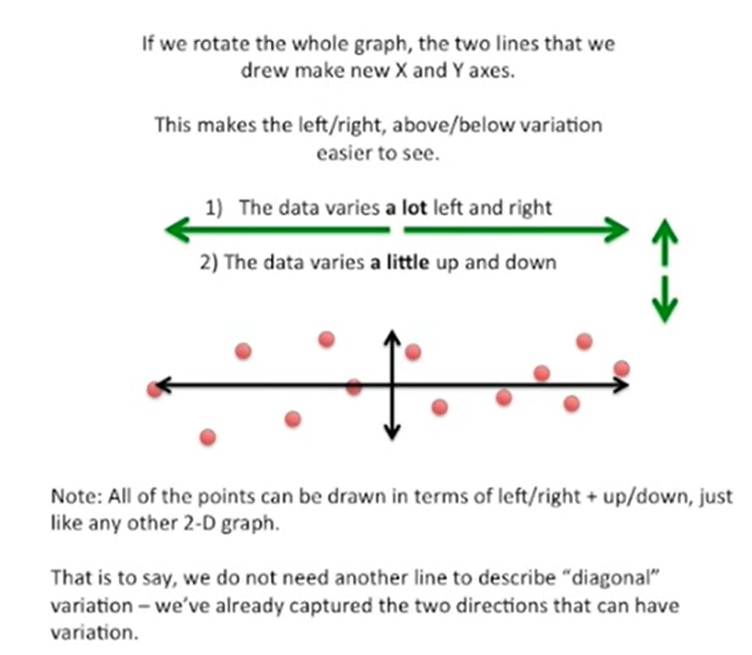 If we rotate the whole graph, the two lines that we
drew make new X and Y axes.
This makes the left/right, above/below variation
easier to see.
1) The data varies a lot left and right
2) The data varies a little up and down
Note: All of the points can be drawn in terms of left/right + up/down, just
like any other 2-D graph.
That is to say, we do not need another line to describe “diagonal”
variation – we’ve already captured the two directions that can have
variation.